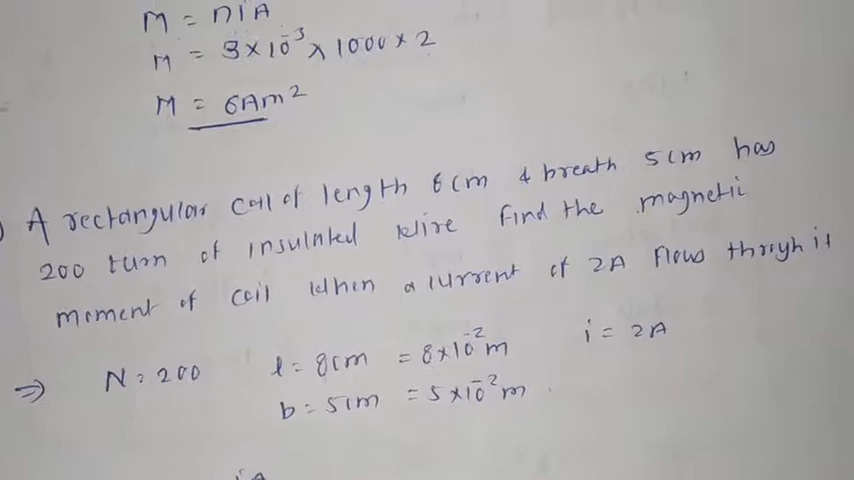 M = niA
M = 3×10⁻³ × 1000 × 2
M = 6Am²
) A rectangular coil of length 8cm & breath 5cm has
200 turn of insulated wire find the magnetic
moment of coil when a current of 2A flows through it
⇒ N = 200 l = 8cm = 8×10⁻²m i = 2A
b = 5cm = 5×10⁻²m
iA